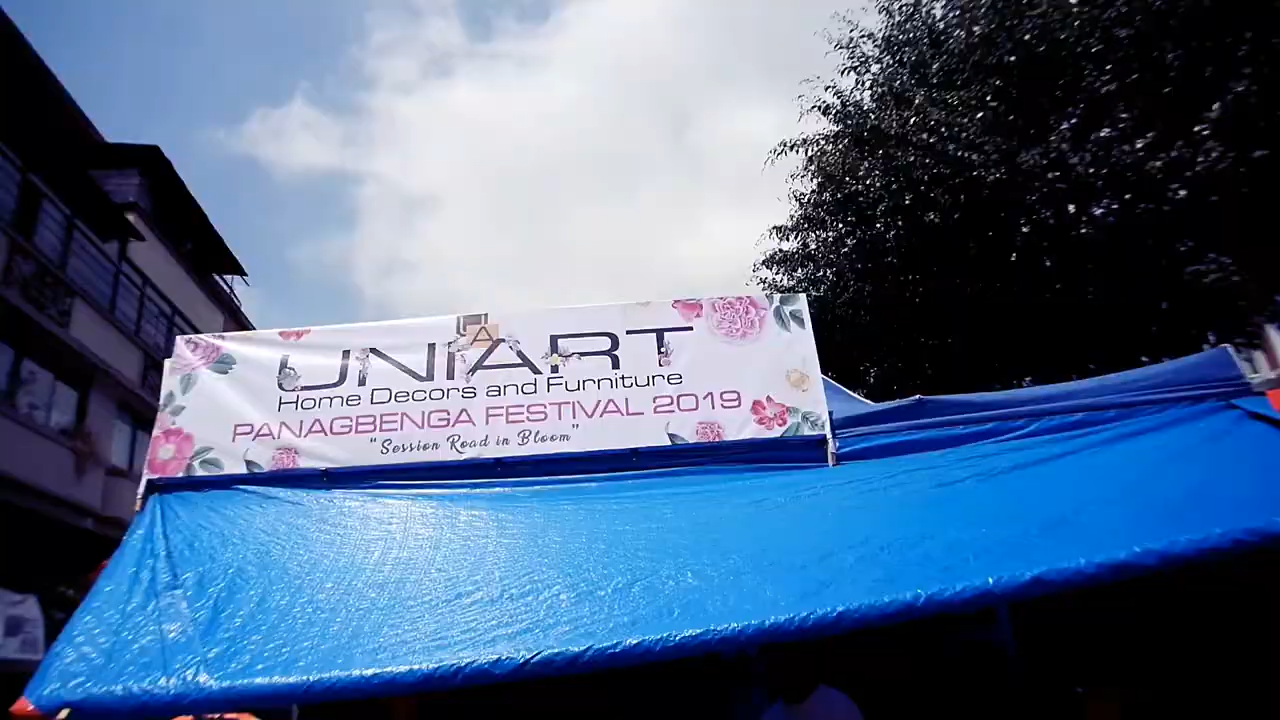 UNIART
Home Decors and Furniture
PANAGBENGA FESTIVAL 2019
"Session Road in Bloom"